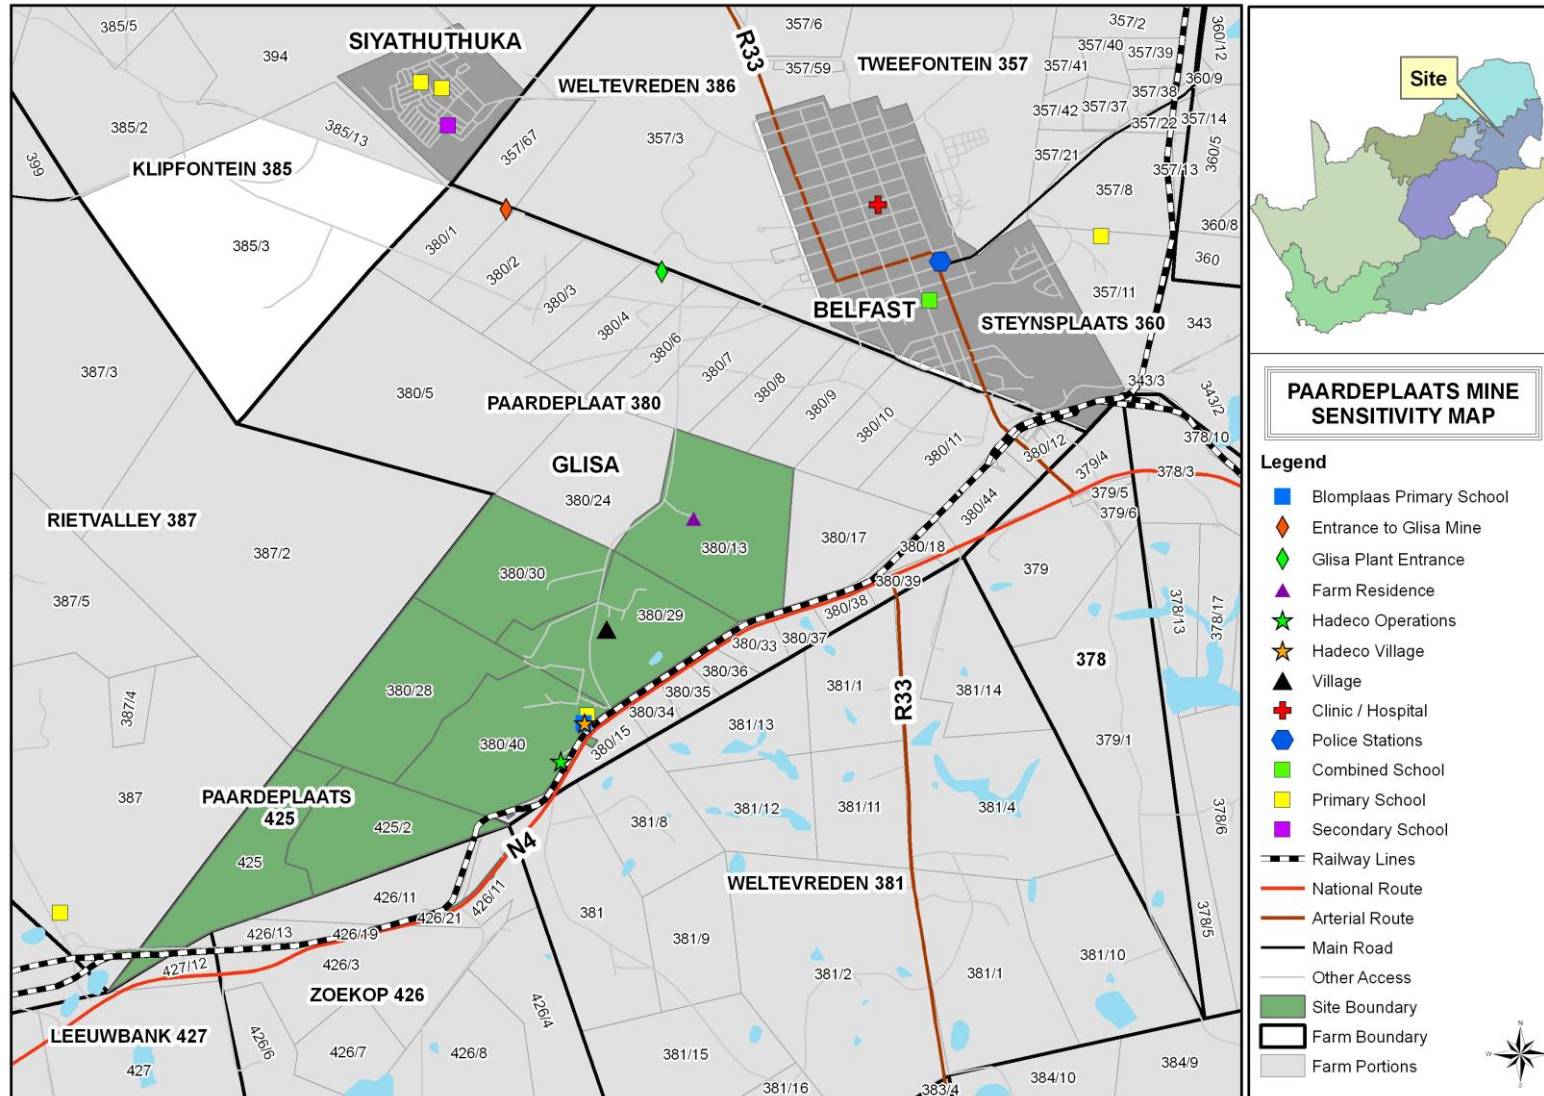 385/5
394
SIYATHUTHUKA
R33
357/6
357/59
TWEEFONTEIN 357
357/2
357/40
357/39
357/41
360/12
360/9
357/38
357/42
357/37
357/22
357/14
WELTEVREDEN 386
385/2
385/13
357/67
357/3
357/21
357/13
360/5
399
KLIPFONTEIN 385
357/8
385/3
380/1
360/8
380/2
360
380/3
357/11
380/4
BELFAST
STEYNSPLAATS 360
343
380/6
387/3
380/5
380/7
380/8
343/3
343/2
PAARDEPLAAT 380
380/9
380/10
380/11
380/12
378/10
GLISA
379/4
378/3
380/24
380/44
379/5
379/6
RIETVALLEY 387
387/2
380/13
380/17
380/18
380/30
379
380/39
387/5
380/29
380/38
378/13
378/17
380/33
380/37
378
380/36
380/28
380/35
381/1
R33
381/14
387/4
380/34
380/40
380/15
381/13
379/1
387
PAARDEPLAATS
425
381/12
381/11
381/4
425/2
381/8
378/6
N4
425
WELTEVREDEN 381
426/11
426/11
381
426/21
378/5
426/13
426/19
381/9
427/12
426/3
381/2
381/1
381/10
ZOEKOP 426
426/4
LEEUWBANK 427
426/6
427
426/7
426/8
381/15
381/16
383/4
384/10
384/9
Site
PAARDEPLAATS MINE
SENSITIVITY MAP
Legend
Blomplaas Primary School
Entrance to Glisa Mine
Glisa Plant Entrance
Farm Residence
Hadeco Operations
Hadeco Village
Village
Clinic / Hospital
Police Stations
Combined School
Primary School
Secondary School
Railway Lines
National Route
Arterial Route
Main Road
Other Access
Site Boundary
Farm Boundary
Farm Portions
N
W
S